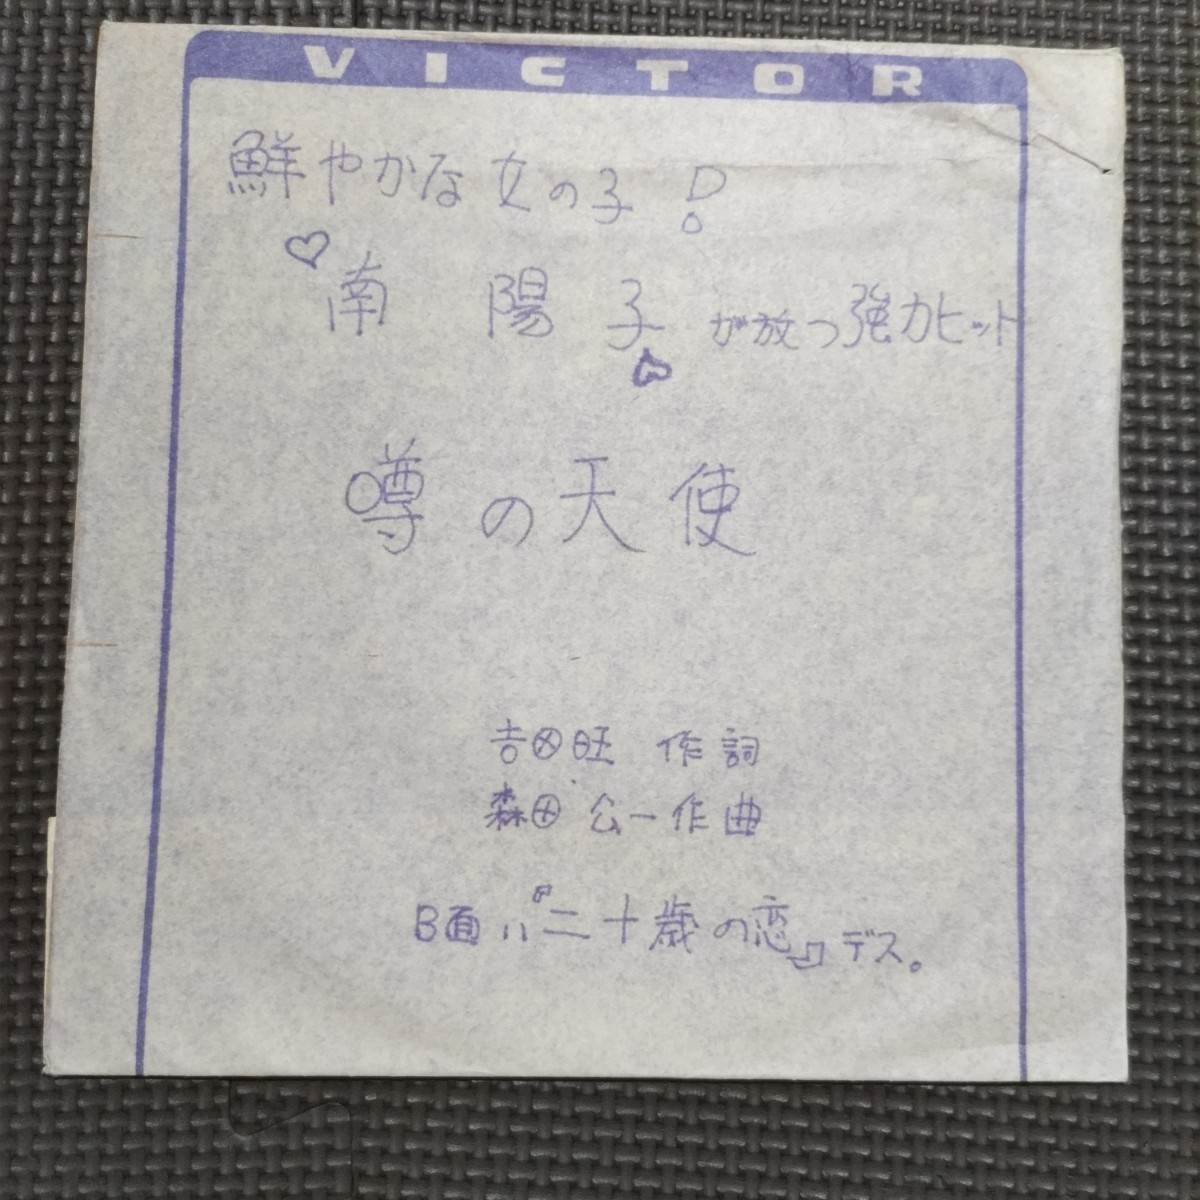 VICTOR
鮮やかな女の子!
♡南 陽 子♡ が放つ強力ヒット
噂の天使
吉田旺 作詞
森田公一作曲
B面ハ『二十歳の恋』デス。